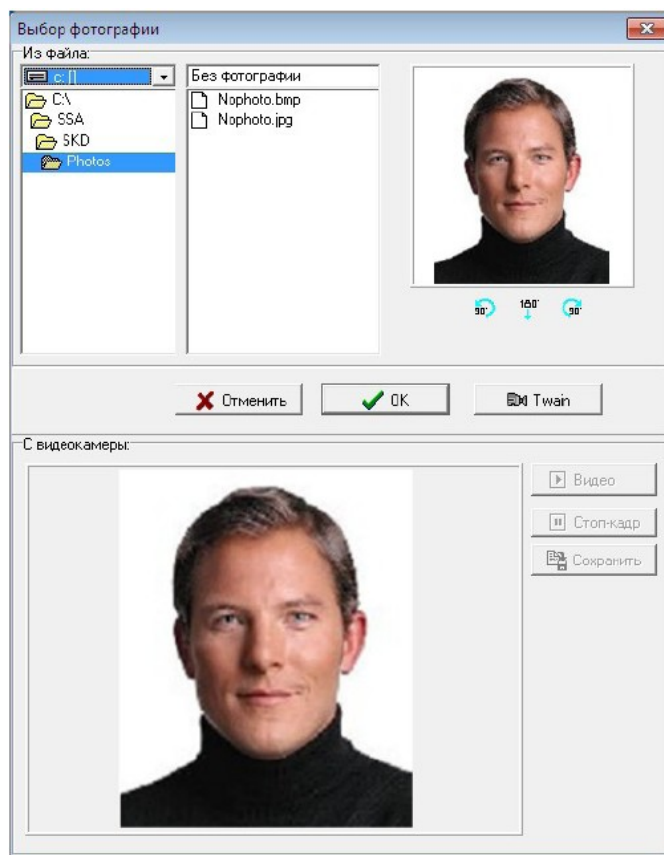 Выбор фотографии
Из файла:
c: []
Без фотографии
C:\
SSA
SKD
Photos
Nophoto.bmp
Nophoto.jpg
90°
180°
90°
Отменить
OK
Twain
С видеокамеры:
Видео
Стоп-кадр
Сохранить